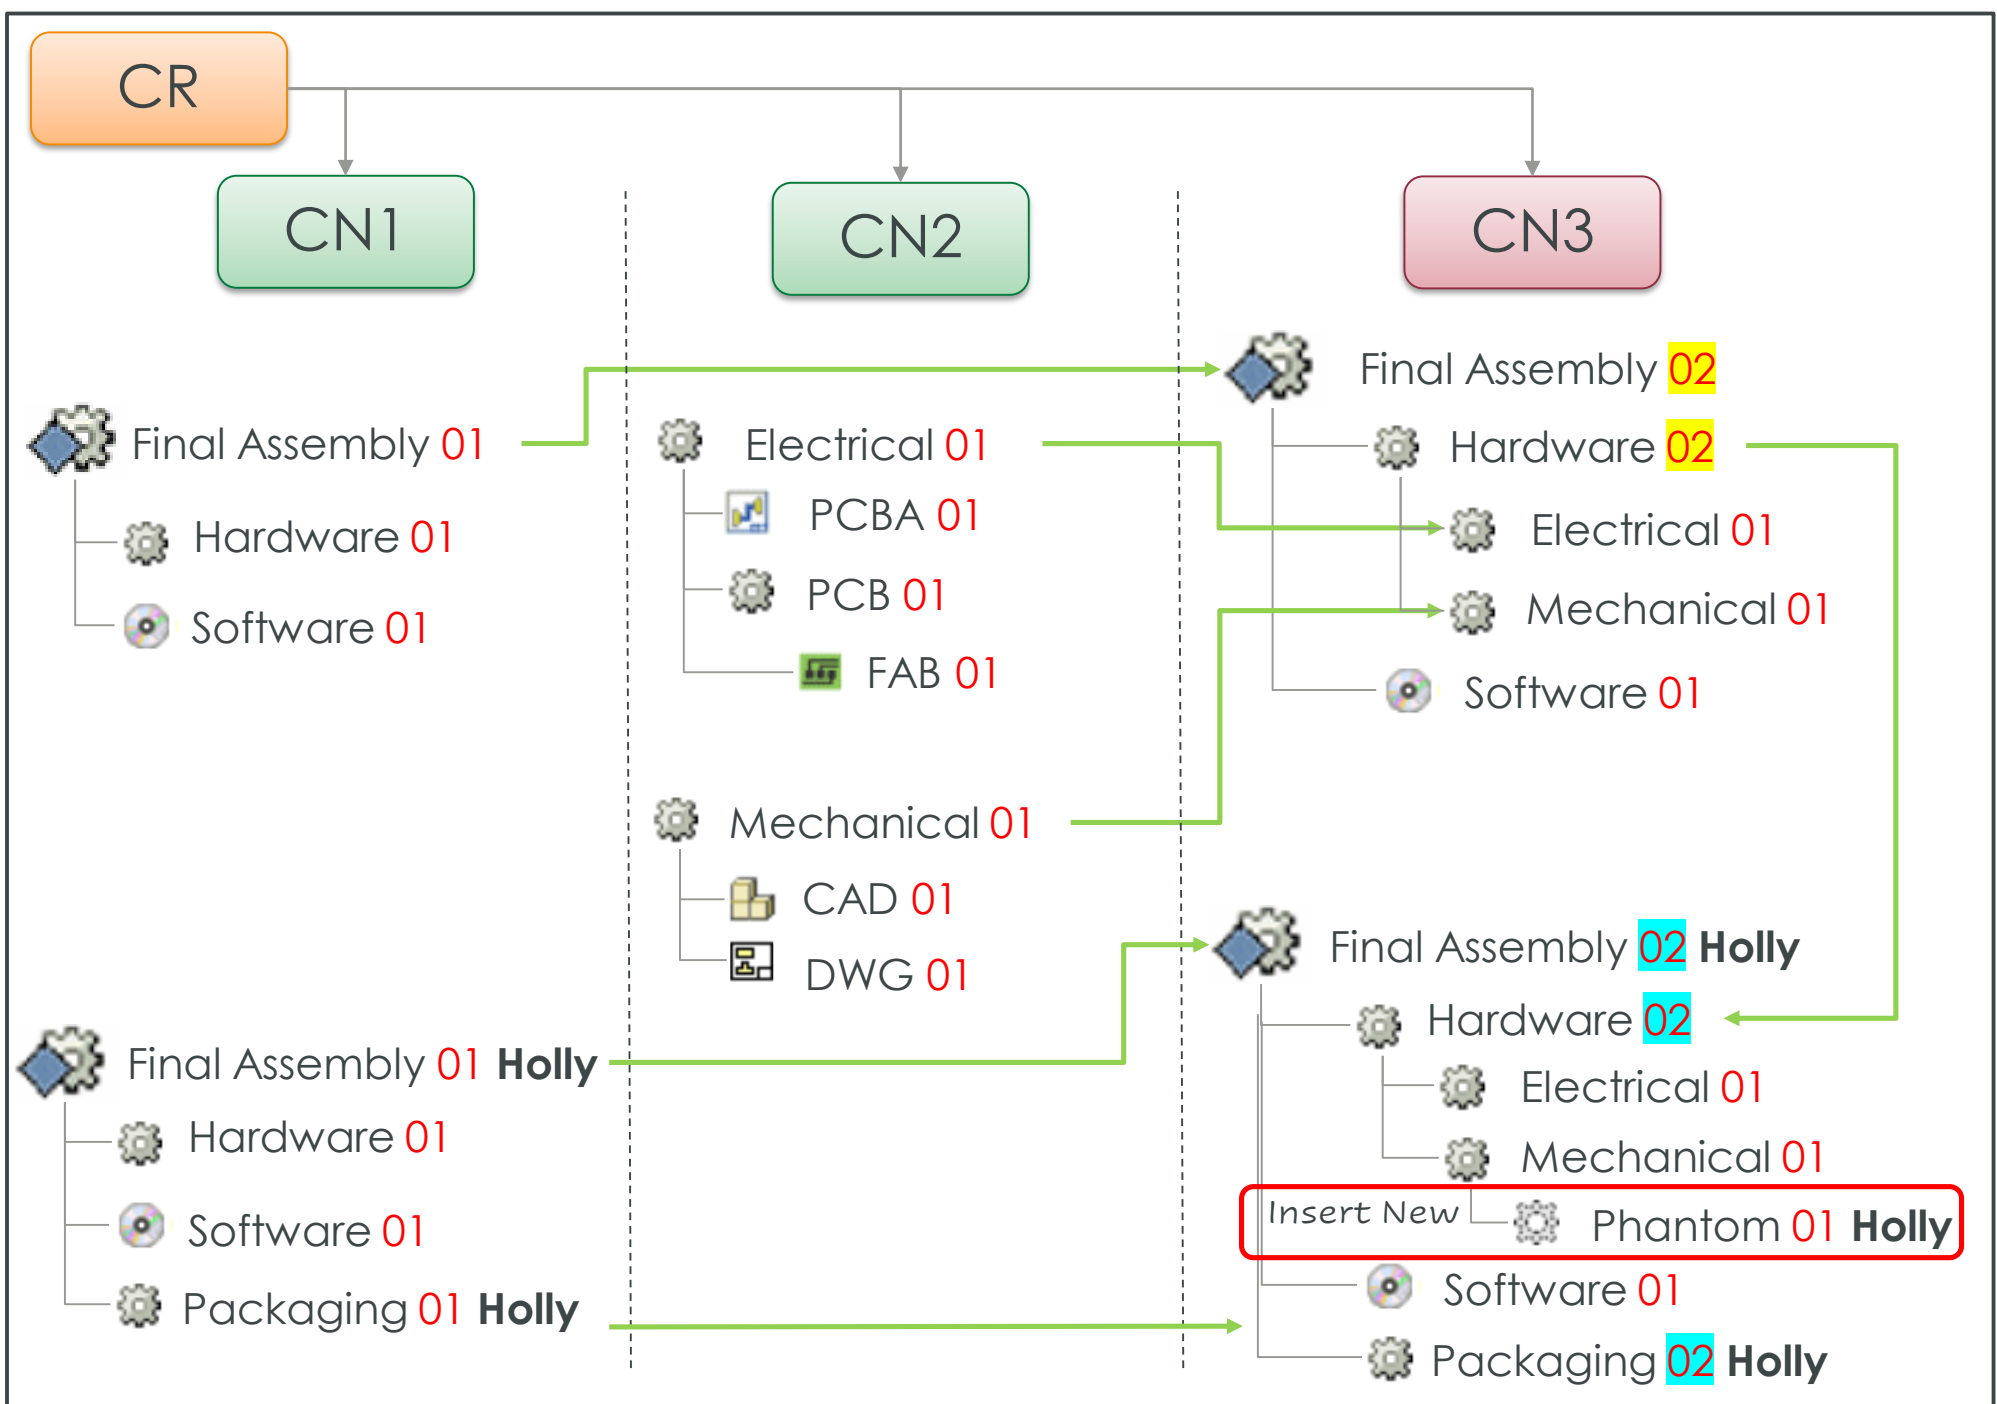 CR
CN1
CN2
CN3
Final Assembly 01
Hardware 01
Software 01
Final Assembly 01 Holly
Hardware 01
Software 01
Packaging 01 Holly
Electrical 01
PCBA 01
PCB 01
FAB 01
Mechanical 01
CAD 01
DWG 01
Final Assembly 02
Hardware 02
Electrical 01
Mechanical 01
Software 01
Final Assembly 02 Holly
Hardware 02
Electrical 01
Mechanical 01
Insert New
Phantom 01 Holly
Software 01
Packaging 02 Holly